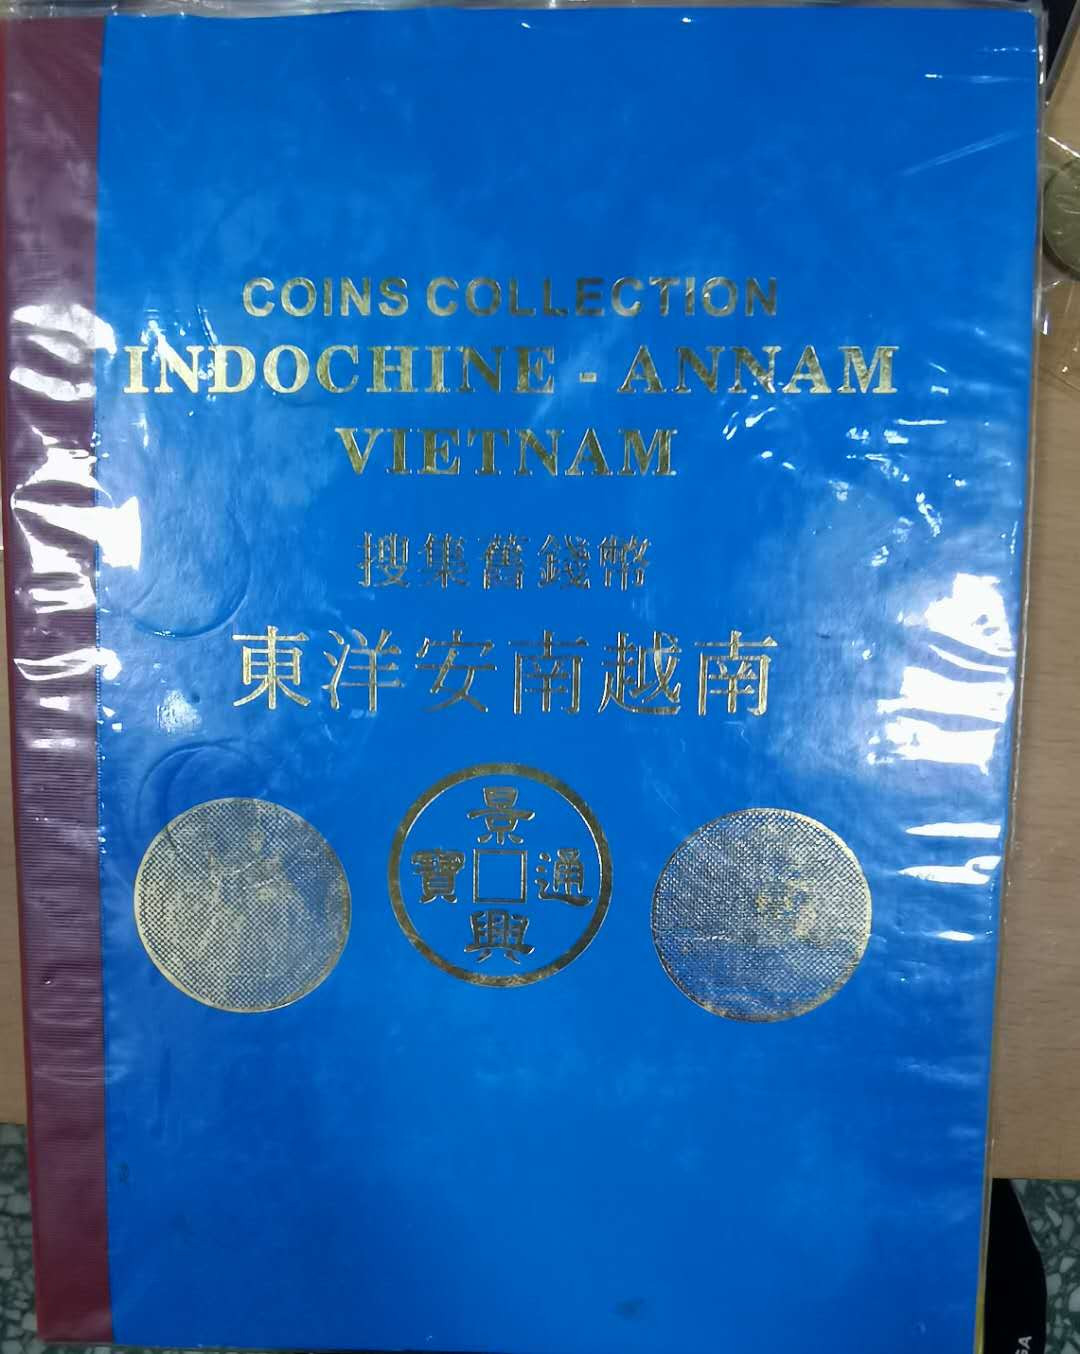 COINS COLLECTION
INDOCHINE - ANNAM
VIETNAM
搜集舊錢幣
東洋安南越南
景
寶 通
興